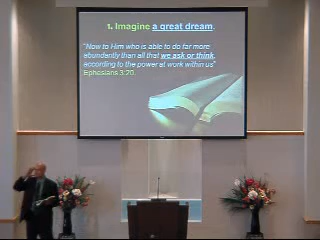 1. Imagine a great dream.
"Now to Him who is able to do far more
abundantly than all that we ask or think,
according to the power at work within us"
Ephesians 3:20.